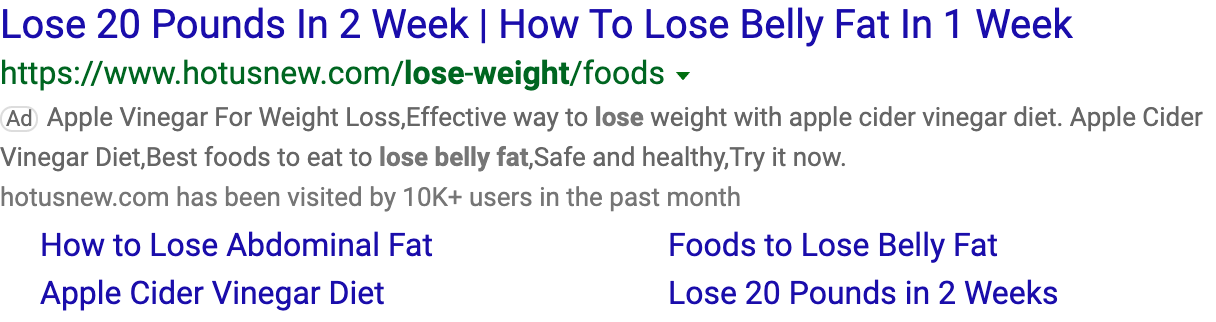 Lose 20 Pounds In 2 Week | How To Lose Belly Fat In 1 Week
https://www.hotusnew.com/lose-weight/foods
Ad Apple Vinegar For Weight Loss,Effective way to lose weight with apple cider vinegar diet. Apple Cider
Vinegar Diet,Best foods to eat to lose belly fat,Safe and healthy,Try it now.
hotusnew.com has been visited by 10K+ users in the past month
How to Lose Abdominal Fat
Foods to Lose Belly Fat
Apple Cider Vinegar Diet
Lose 20 Pounds in 2 Weeks